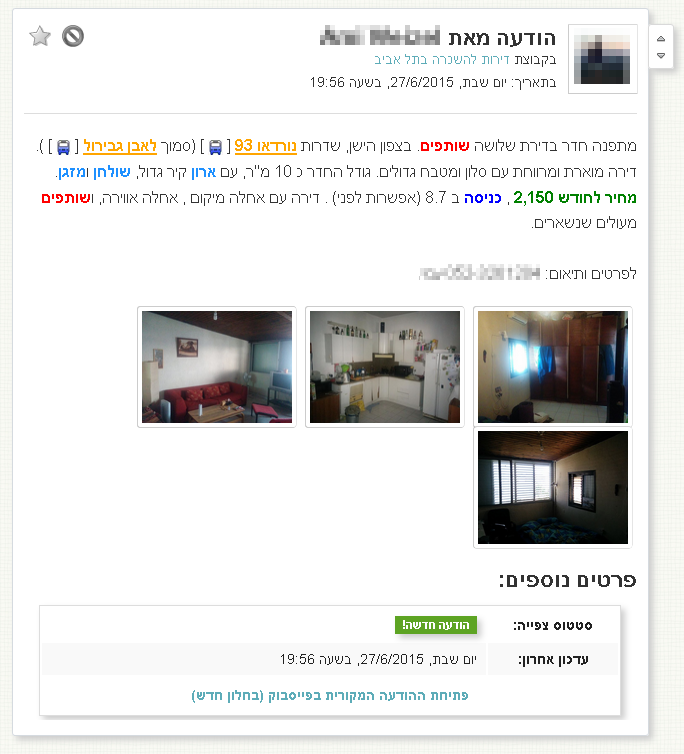 הודעה מאת
בקבוצת דירות להשכרה בתל אביב
בתאריך: יום שבת, 27/6/2015, בשעה 19:56
מתפנה חדר בדירת שלושה שותפים. בצפון הישן, שדרות נורדאו 93 [ ] (סמוך לאבן גבירול [ ] ).
דירה מוארת ומרווחת עם סלון ומטבח גדולים. גודל החדר כ 10 מ"ר, עם ארון קיר גדול, שולחן ומזגן.
מחיר לחודש 2,150 , כניסה ב 8.7 (אפשרות לפני) . דירה עם אחלה מיקום , אחלה אווירה, ושותפים
מעולים שנשארים.
לפרטים ותיאום:
פרטים נוספים:
סטטוס צפייה: הודעה חדשה!
עדכון אחרון: יום שבת, 27/6/2015, בשעה 19:56
פתיחת ההודעה המקורית בפייסבוק (בחלון חדש)